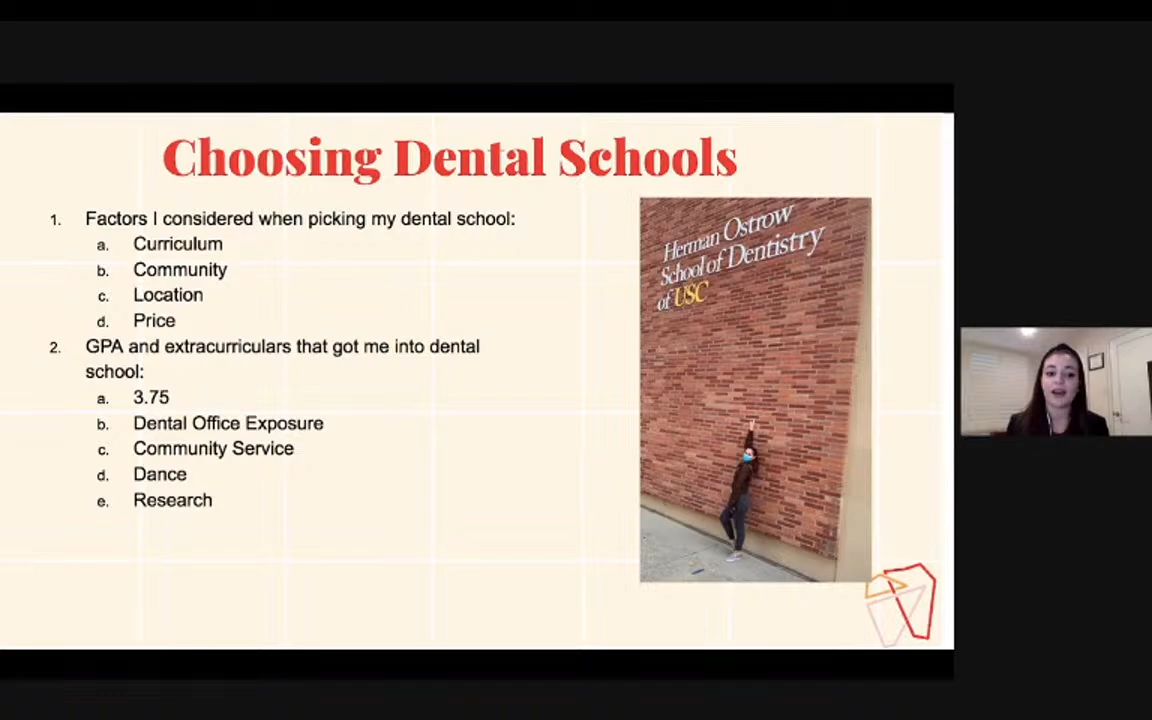 Choosing Dental Schools
1. Factors I considered when picking my dental school:
a. Curriculum
b. Community
c. Location
d. Price
2. GPA and extracurriculars that got me into dental
school:
a. 3.75
b. Dental Office Exposure
c. Community Service
d. Dance
e. Research
Herman Ostrow
School of Dentistry
of USC